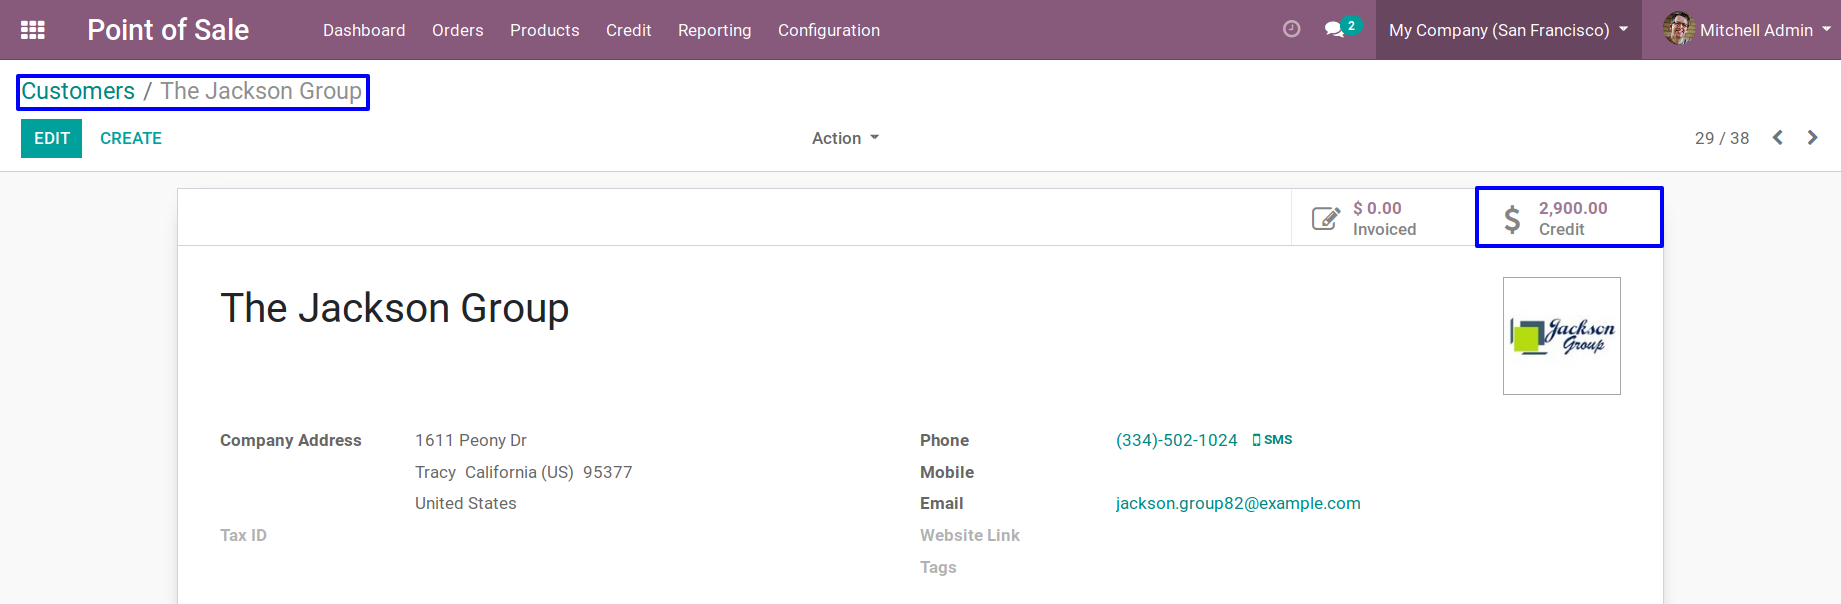 Point of Sale Dashboard Orders Products Credit Reporting Configuration 2 My Company (San Francisco) Mitchell Admin
Customers / The Jackson Group
EDIT CREATE Action 29 / 38
$ 0.00
Invoiced
$ 2,900.00
Credit
The Jackson Group
Jackson
Group
Company Address 1611 Peony Dr
Tracy California (US) 95377
United States
Tax ID
Phone (334)-502-1024 SMS
Mobile
Email jackson.group82@example.com
Website Link
Tags